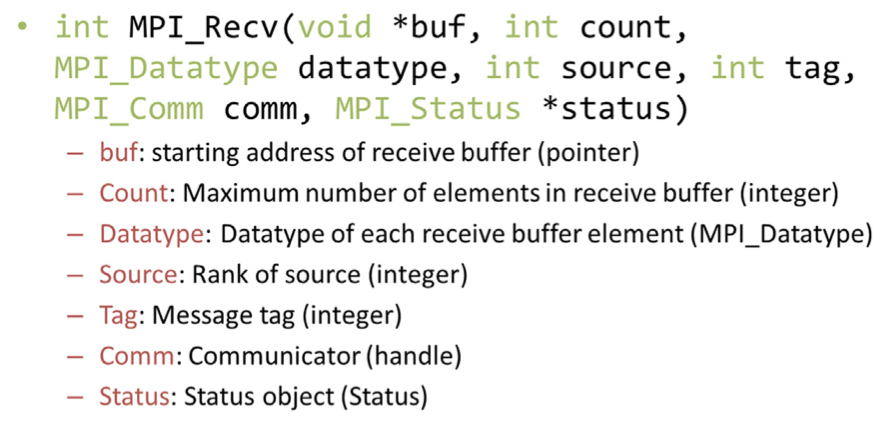 • int MPI_Recv(void *buf, int count,
MPI_Datatype datatype, int source, int tag,
MPI_Comm comm, MPI_Status *status)
– buf: starting address of receive buffer (pointer)
– Count: Maximum number of elements in receive buffer (integer)
– Datatype: Datatype of each receive buffer element (MPI_Datatype)
– Source: Rank of source (integer)
– Tag: Message tag (integer)
– Comm: Communicator (handle)
– Status: Status object (Status)